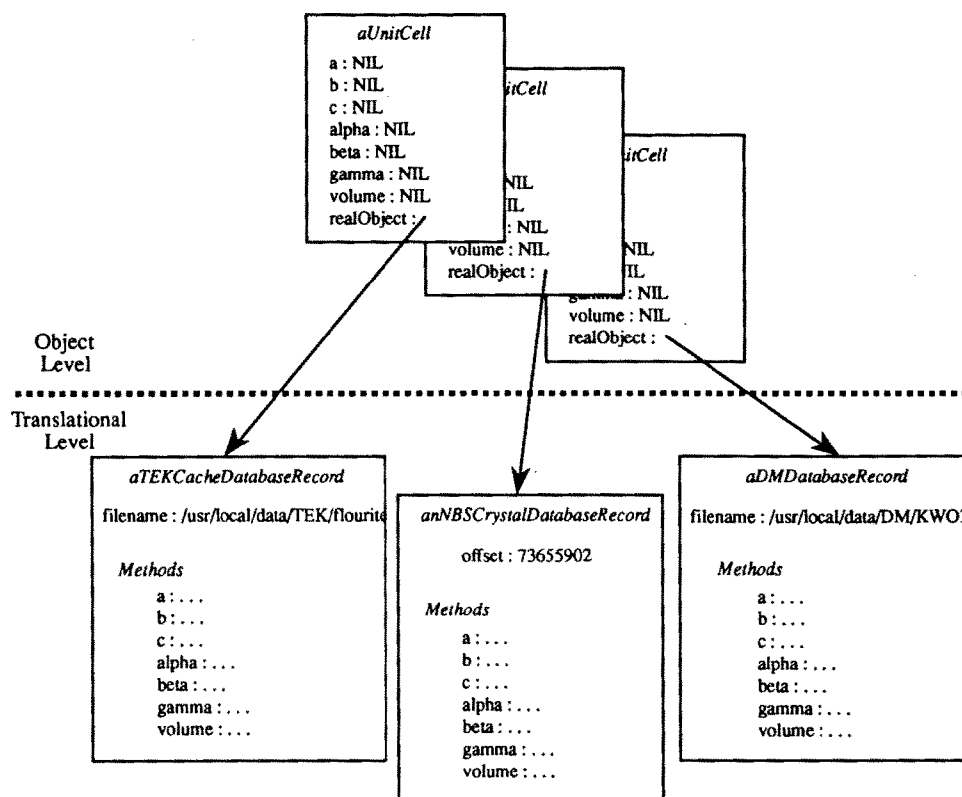 aUnitCell
a : NIL
b : NIL
c : NIL
alpha : NIL
beta : NIL
gamma : NIL
volume : NIL
realObject :
itCell
NIL
IL
: NIL
volume : NIL
realObject :
itCell
NIL
NIL
: NIL
volume : NIL
realObject :
Object
Level
Translational
Level
aTEKCacheDatabaseRecord
filename : /usr/local/data/TEK/flourite
Methods
a : . . .
b : . . .
c : . . .
alpha : . . .
beta : . . .
gamma : . . .
volume : . . .
anNBSCrystalDatabaseRecord
offset : 73655902
Methods
a : . . .
b : . . .
c : . . .
alpha : . . .
beta : . . .
gamma : . . .
volume : . . .
aDMDatabaseRecord
filename : /usr/local/data/DM/KWO
Methods
a : . . .
b : . . .
c : . . .
alpha : . . .
beta : . . .
gamma : . . .
volume : . . .